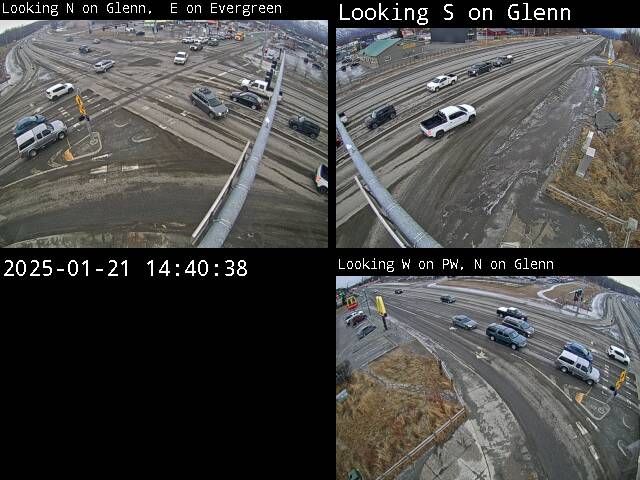 Looking N on Glenn,  E on Evergreen
Looking S on Glenn
2025-01-21 14:40:38
Looking W on PW, N on Glenn